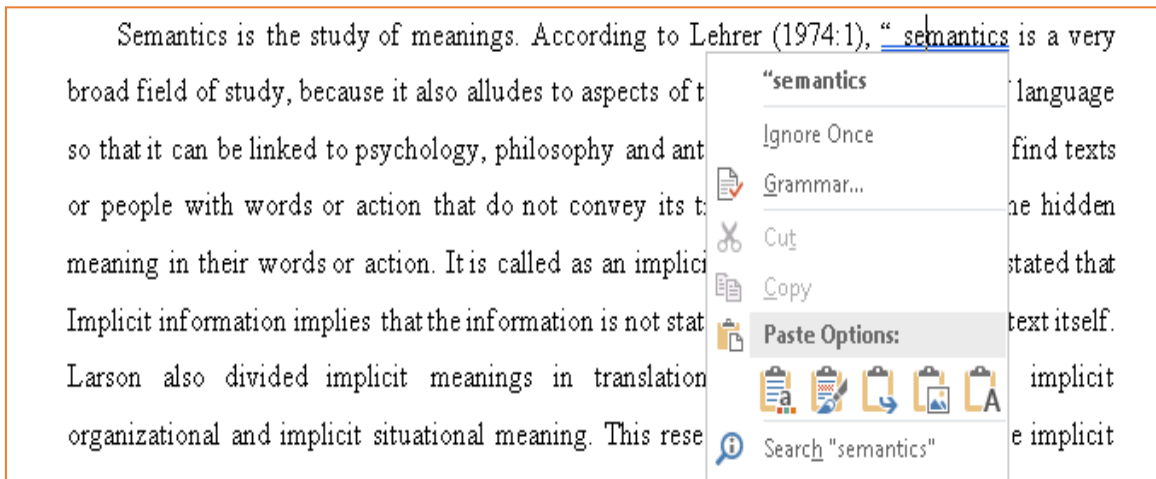 Semantics is the study of meanings. According to Lehrer (1974:1), “ semantics is a very
broad field of study, because it also alludes to aspects of t language
so that it can be linked to psychology, philosophy and ant find texts
or people with words or action that do not convey its t hidden
meaning in their words or action. It is called as an implici stated that
Implicit information implies that the information is not stat text itself.
Larson also divided implicit meanings in translation implicit
organizational and implicit situational meaning. This rese e implicit
“semantics
Ignore Once
Grammar...
Cut
Copy
Paste Options:
Search "semantics"